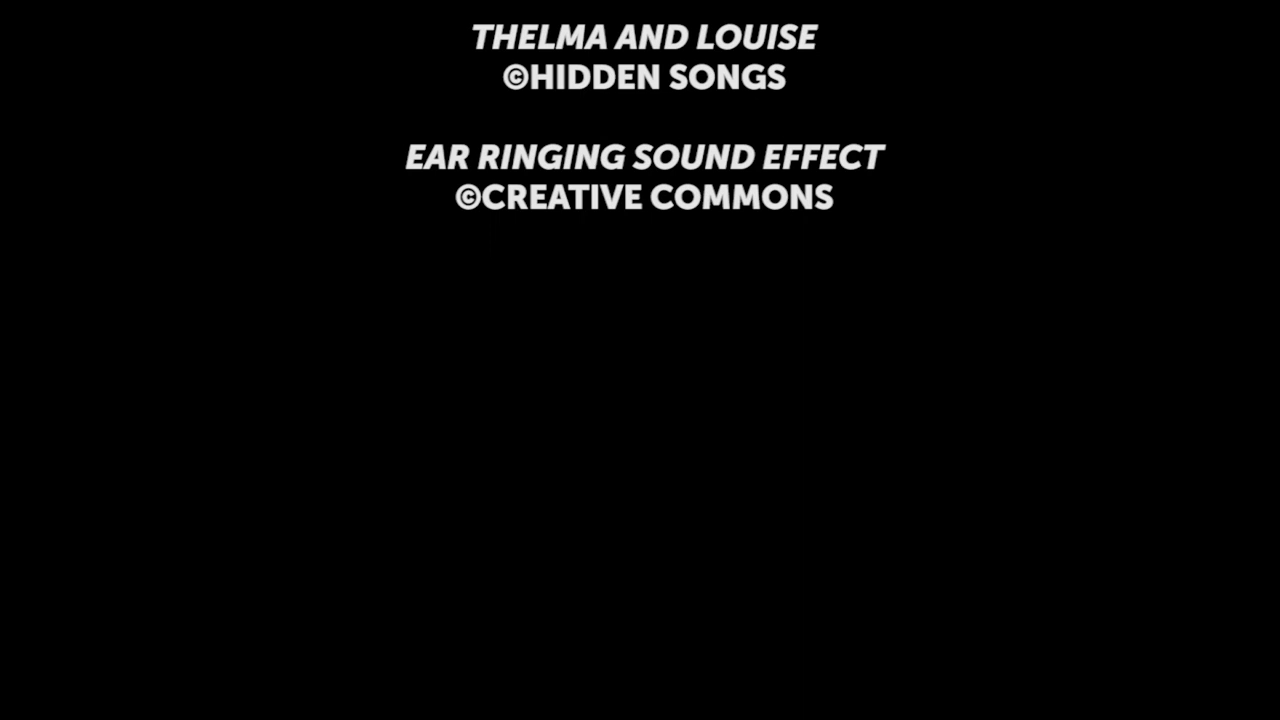 THELMA AND LOUISE
©HIDDEN SONGS
EAR RINGING SOUND EFFECT
©CREATIVE COMMONS